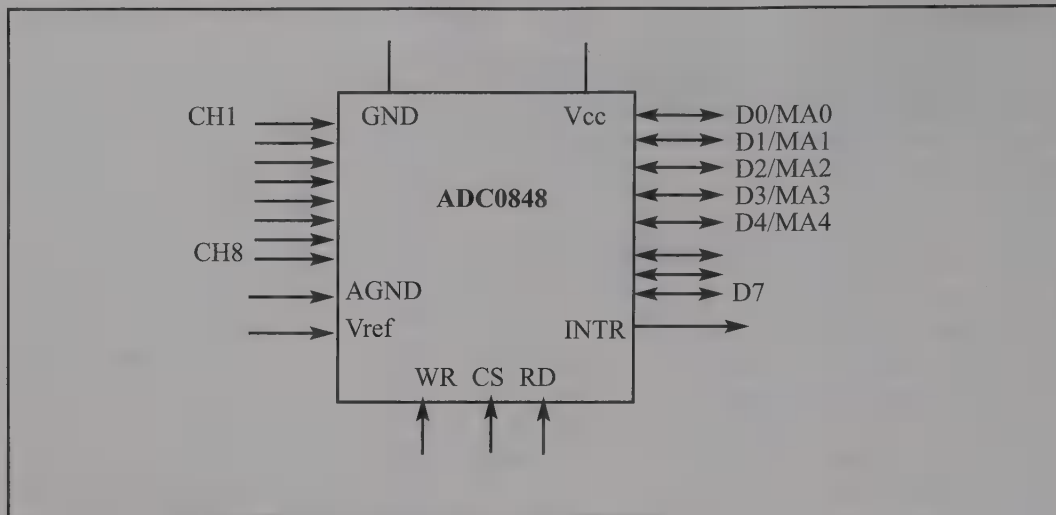 CH1
GND
Vcc
D0/MA0
D1/MA1
D2/MA2
ADC0848
D3/MA3
D4/MA4
CH8
D7
AGND
Vref
INTR
WR CS RD